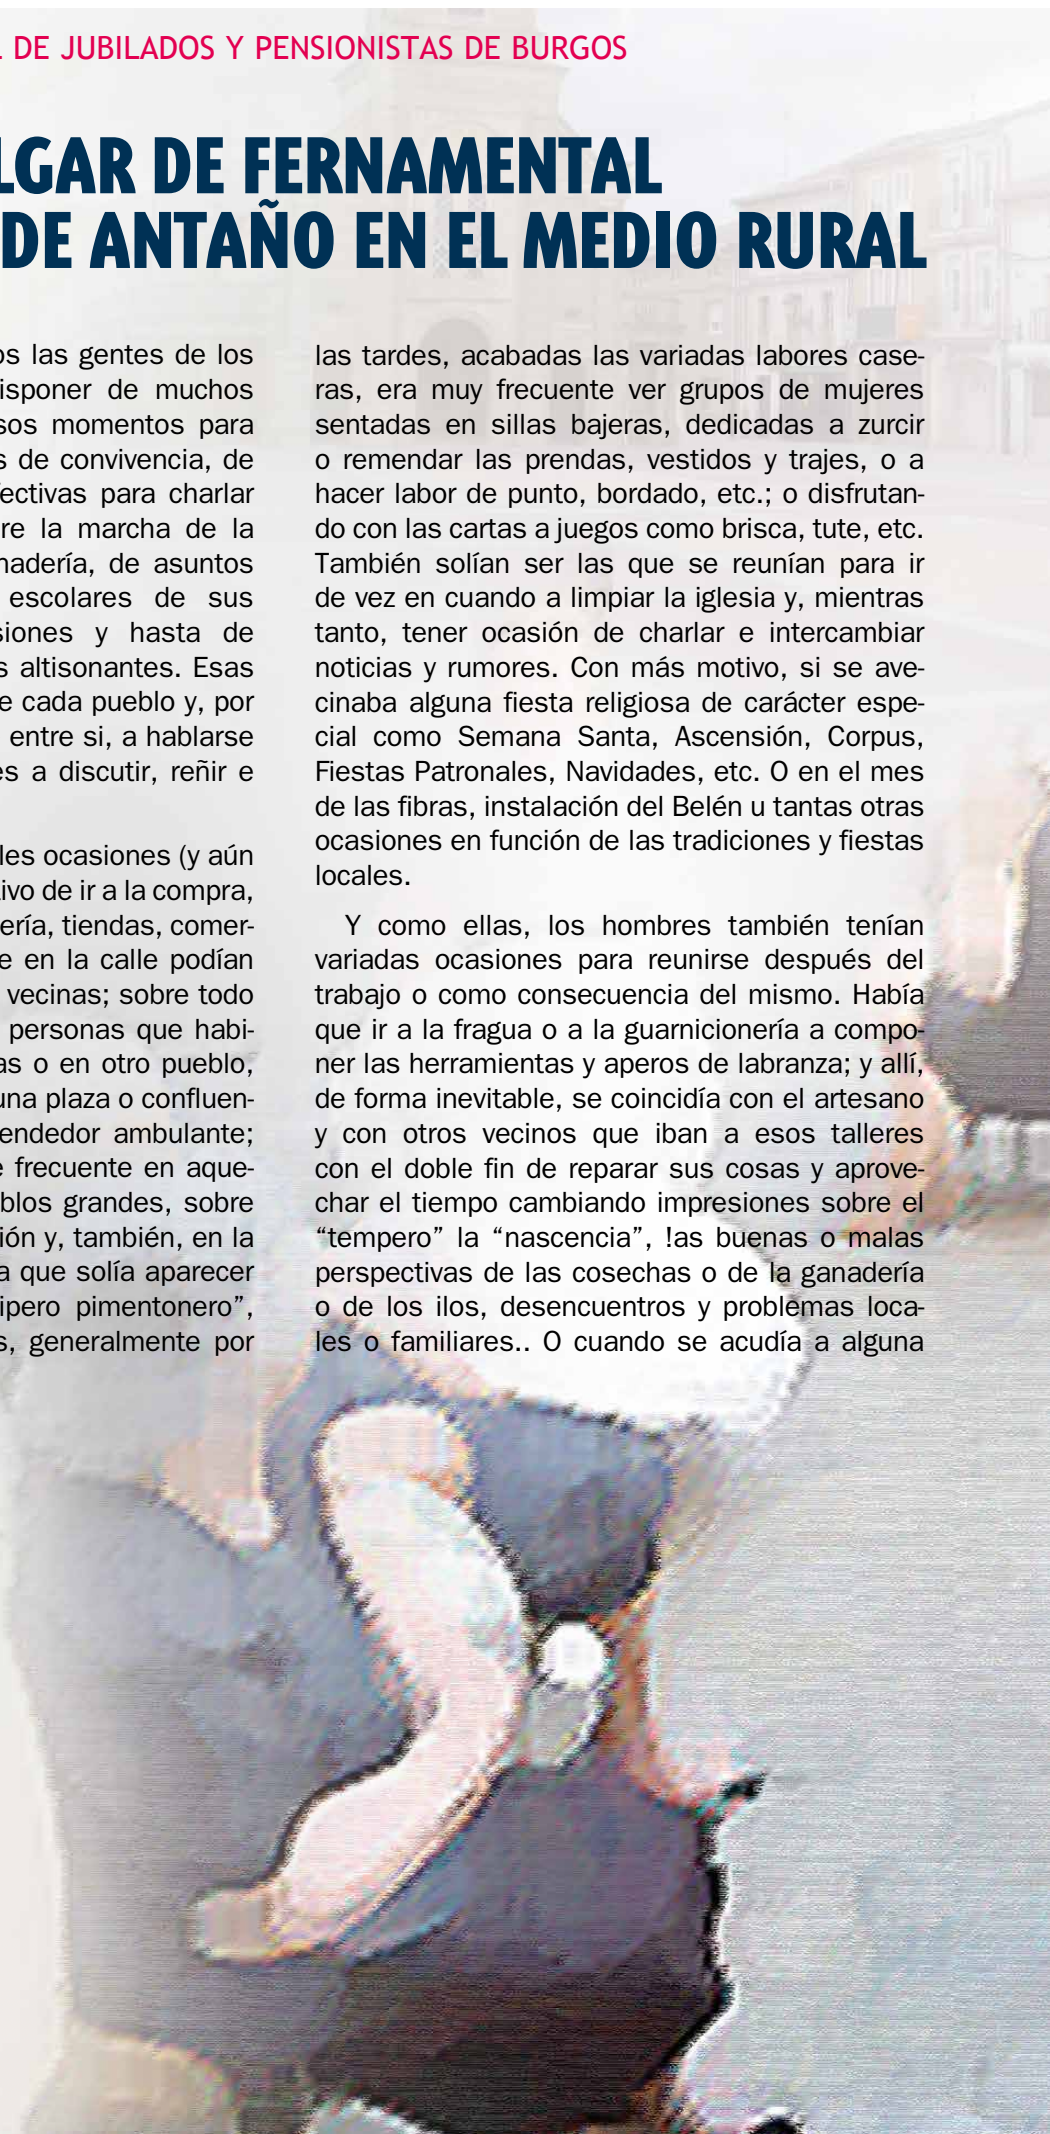 DE JUBILADOS Y PENSIONISTAS DE BURGOS
LGAR DE FERNAMENTAL
DE ANTAÑO EN EL MEDIO RURAL
os las gentes de los
isponer de muchos
sos momentos para
s de convivencia, de
ectivas para charlar
re la marcha de la
nadería, de asuntos
escolares de sus
siones y hasta de
s altisonantes. Esas
e cada pueblo y, por
entre si, a hablarse
es a discutir, reñir e
les ocasiones (y aún
ivo de ir a la compra,
ería, tiendas, comer-
e en la calle podían
vecinas; sobre todo
personas que habi-
as o en otro pueblo,
una plaza o confluen-
endedor ambulante;
e frecuente en aque-
blos grandes, sobre
ión y, también, en la
a que solía aparecer
ipero pimentonero”,
s, generalmente por
las tardes, acabadas las variadas labores case-
ras, era muy frecuente ver grupos de mujeres
sentadas en sillas bajeras, dedicadas a zurcir
o remendar las prendas, vestidos y trajes, o a
hacer labor de punto, bordado, etc.; o disfrutan-
do con las cartas a juegos como brisca, tute, etc.
También solían ser las que se reunían para ir
de vez en cuando a limpiar la iglesia y, mientras
tanto, tener ocasión de charlar e intercambiar
noticias y rumores. Con más motivo, si se ave-
cinaba alguna fiesta religiosa de carácter espe-
cial como Semana Santa, Ascensión, Corpus,
Fiestas Patronales, Navidades, etc. O en el mes
de las fibras, instalación del Belén u tantas otras
ocasiones en función de las tradiciones y fiestas
locales.
Y como ellas, los hombres también tenían
variadas ocasiones para reunirse después del
trabajo o como consecuencia del mismo. Había
que ir a la fragua o a la guarnicionería a compo-
ner las herramientas y aperos de labranza; y allí,
de forma inevitable, se coincidía con el artesano
y con otros vecinos que iban a esos talleres
con el doble fin de reparar sus cosas y aprove-
char el tiempo cambiando impresiones sobre el
“tempero” la “nascencia”, !as buenas o malas
perspectivas de las cosechas o de la ganadería
o de los ilos, desencuentros y problemas loca-
les o familiares.. O cuando se acudía a alguna